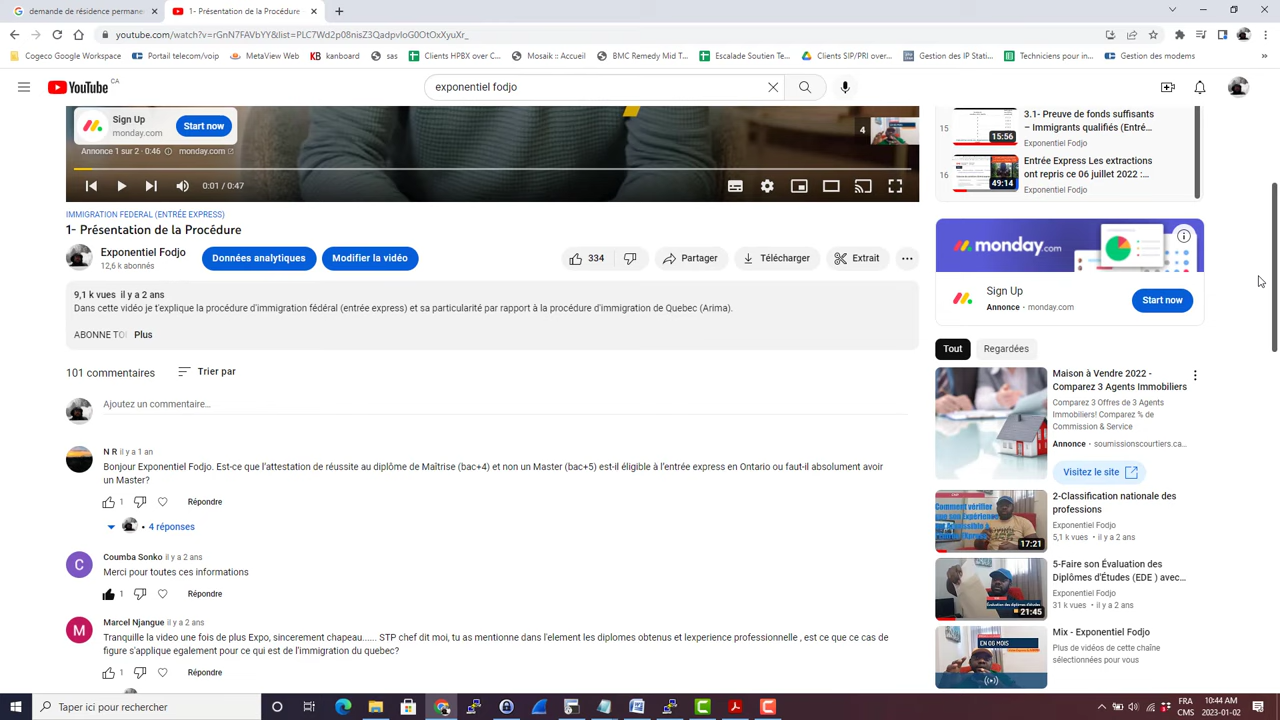 demande de résidence permane
1- Présentation de la Procédure -
youtube.com/watch?v=rGnN7FAVbYY&list=PLC7Wd2p08nisZ3QadpvloG0OtOxXyuXr_
Cogeco Google Workspace
Portail telecom/voip
MetaView Web
KB kanboard
sas
Clients HPBX over C...
Mosaik :: Accueil
BMC Remedy Mid T...
Escalade Soutien Te...
Clients SIP/PRI over...
Gestion des IP Stati...
Techniciens pour in...
Gestion des modems
YouTube CA
exponentiel fodjo
Sign Up
monday.com
Start now
Annonce 1 sur 2 · 0:46
monday.com
4
0:01 / 0:47
IMMIGRATION FEDERAL (ENTRÉE EXPRESS)
1- Présentation de la Procédure
Exponentiel Fodjo
12,6 k abonnés
Données analytiques
Modifier la vidéo
334
Partager
Télécharger
Extrait
9,1 k vues il y a 2 ans
Dans cette vidéo je t'explique la procédure d'immigration fédéral (entrée express) et sa particularité par rapport à la procédure d'immigration de Quebec (Arima).
Plus
101 commentaires
Trier par
Ajoutez un commentaire...
N R il y a 1 an
Bonjour Exponentiel Fodjo. Est-ce que l'attestation de réussite au diplôme de Maîtrise (bac+4) et non un Master (bac+5) est-il éligible à l'entrée express en Ontario ou faut-il absolument avoir
un Master?
1
Répondre
4 réponses
C
Coumba Sonko il y a 2 ans
Merci pour toutes ces informations
1
Répondre
M
Marcel Njangue il y a 2 ans
Tranquille la video une fois de plus Expo, sincerement chapeau...... STP chef dit moi, tu as mentionne dans leient les diplomes obtenus et lexperience professionnelle , est ce que ce cas de
figure s'applique egalement pour ce qui est de l'immigration du quebec?
1
Répondre
15
15:56
3.1- Preuve de fonds suffisants
– Immigrants qualifiés (Entré...
Exponentiel Fodjo
16
49:14
Entrée Express Les extractions
ont repris ce 06 juillet 2022 :...
Exponentiel Fodjo
monday.com
Sign Up
Annonce · monday.com
Start now
Tout
Regardées
Maison à Vendre 2022 -
Comparez 3 Agents Immobiliers
Comparez 3 Offres de 3 Agents
Immobiliers! Comparez % de
Commission & Service
Annonce · soumissionscourtiers.ca...
Visitez le site
Comment vérifier
17:21
2-Classification nationale des
professions
Exponentiel Fodjo
5,1 k vues · il y a 2 ans
21:45
5-Faire son Évaluation des
Diplômes d'Études (EDE ) avec...
Exponentiel Fodjo
31 k vues · il y a 2 ans
EN 06 MOIS
Mix - Exponentiel Fodjo
Plus de vidéos de cette chaîne
sélectionnées pour vous
Taper ici pour rechercher
FRA
CMS
10:44 AM
2023-01-02